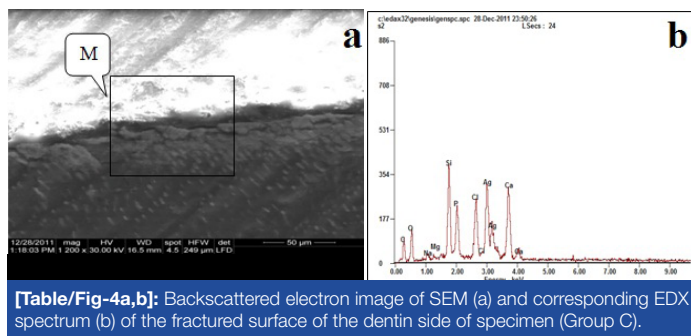 a
M
12/28/2011 mag HV WD spot HFW det
1:18:03 PM 1 200 x 30.00 kV 16.5 mm 4.5 249 µm LFD
50 µm
b
c:\edax32\genesis\genspc.spc 28-Dec-2011 23:50:26
s2
LSecs : 24
886
708
531
354
177
0
C
O
Na
Mg
Si
P
Cl
Cl
Ag
Ag
Ca
Ca
0.00 1.00 2.00 3.00 4.00 5.00 6.00 7.00 8.00 9.00
[Table/Fig-4a,b]: Backscattered electron image of SEM (a) and corresponding EDX
spectrum (b) of the fractured surface of the dentin side of specimen (Group C).